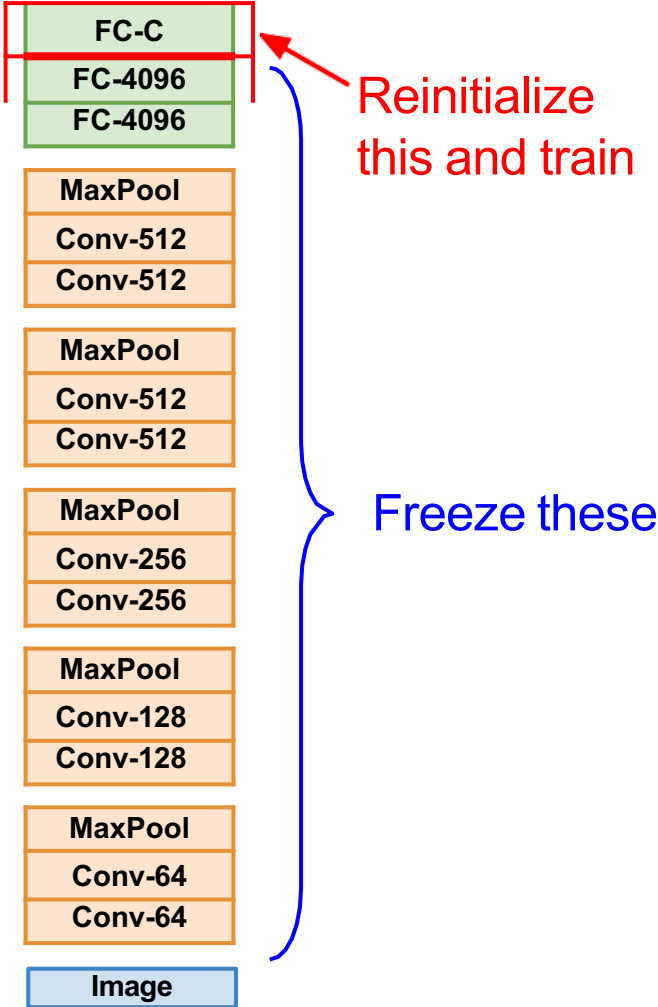 FC-C
FC-4096
FC-4096
Reinitialize
this and train
MaxPool
Conv-512
Conv-512
MaxPool
Conv-512
Conv-512
MaxPool
Conv-256
Conv-256
Freeze these
MaxPool
Conv-128
Conv-128
MaxPool
Conv-64
Conv-64
Image